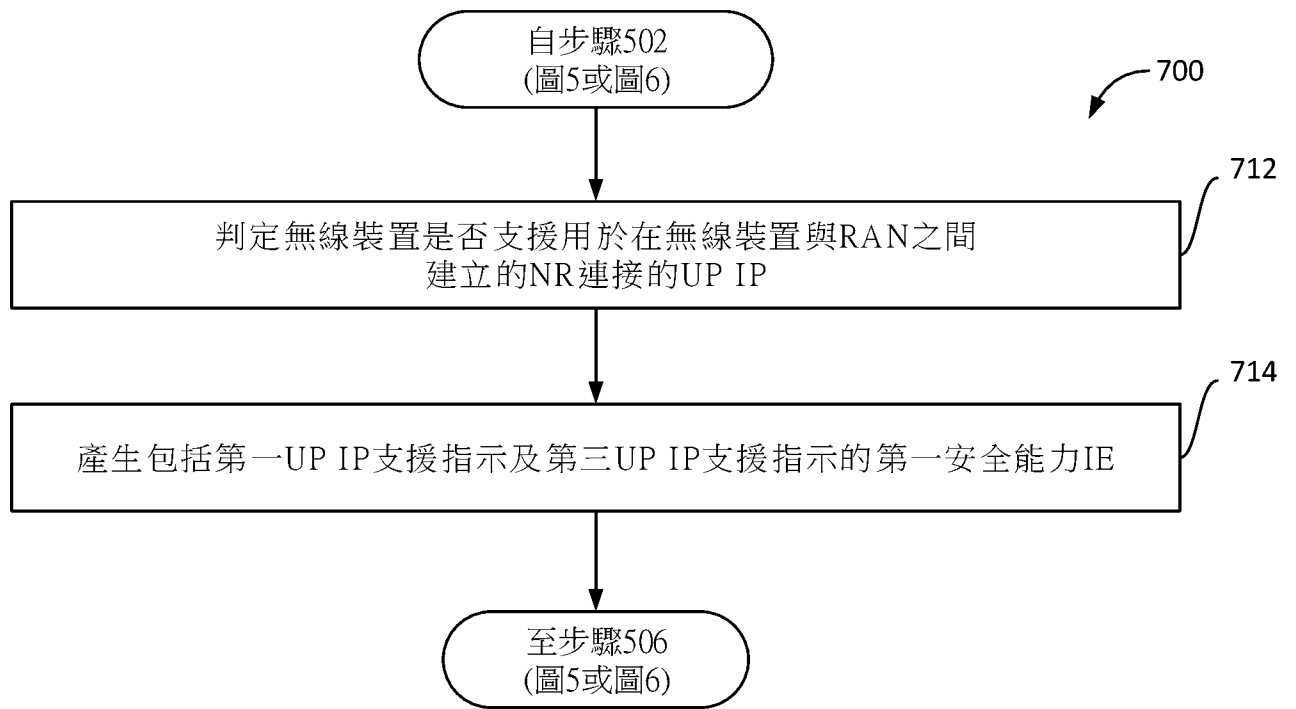 自步驟502
(圖5或圖6)
700
712
判定無線裝置是否支援用於在無線裝置與RAN之間
建立的NR連接的UP IP
714
產生包括第一UP IP支援指示及第三UP IP支援指示的第一安全能力IE
至步驟506
(圖5或圖6)